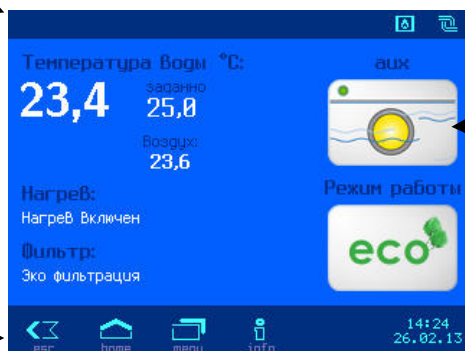 Температура Воды °C:
aux
23,4
заданно
25,0
Воздух:
23,6
Нагрев:
Режим работы
Нагрев Включен
Фильтр:
eco
Эко фильтрация
esc
home
menu
info
14:24
26.02.13